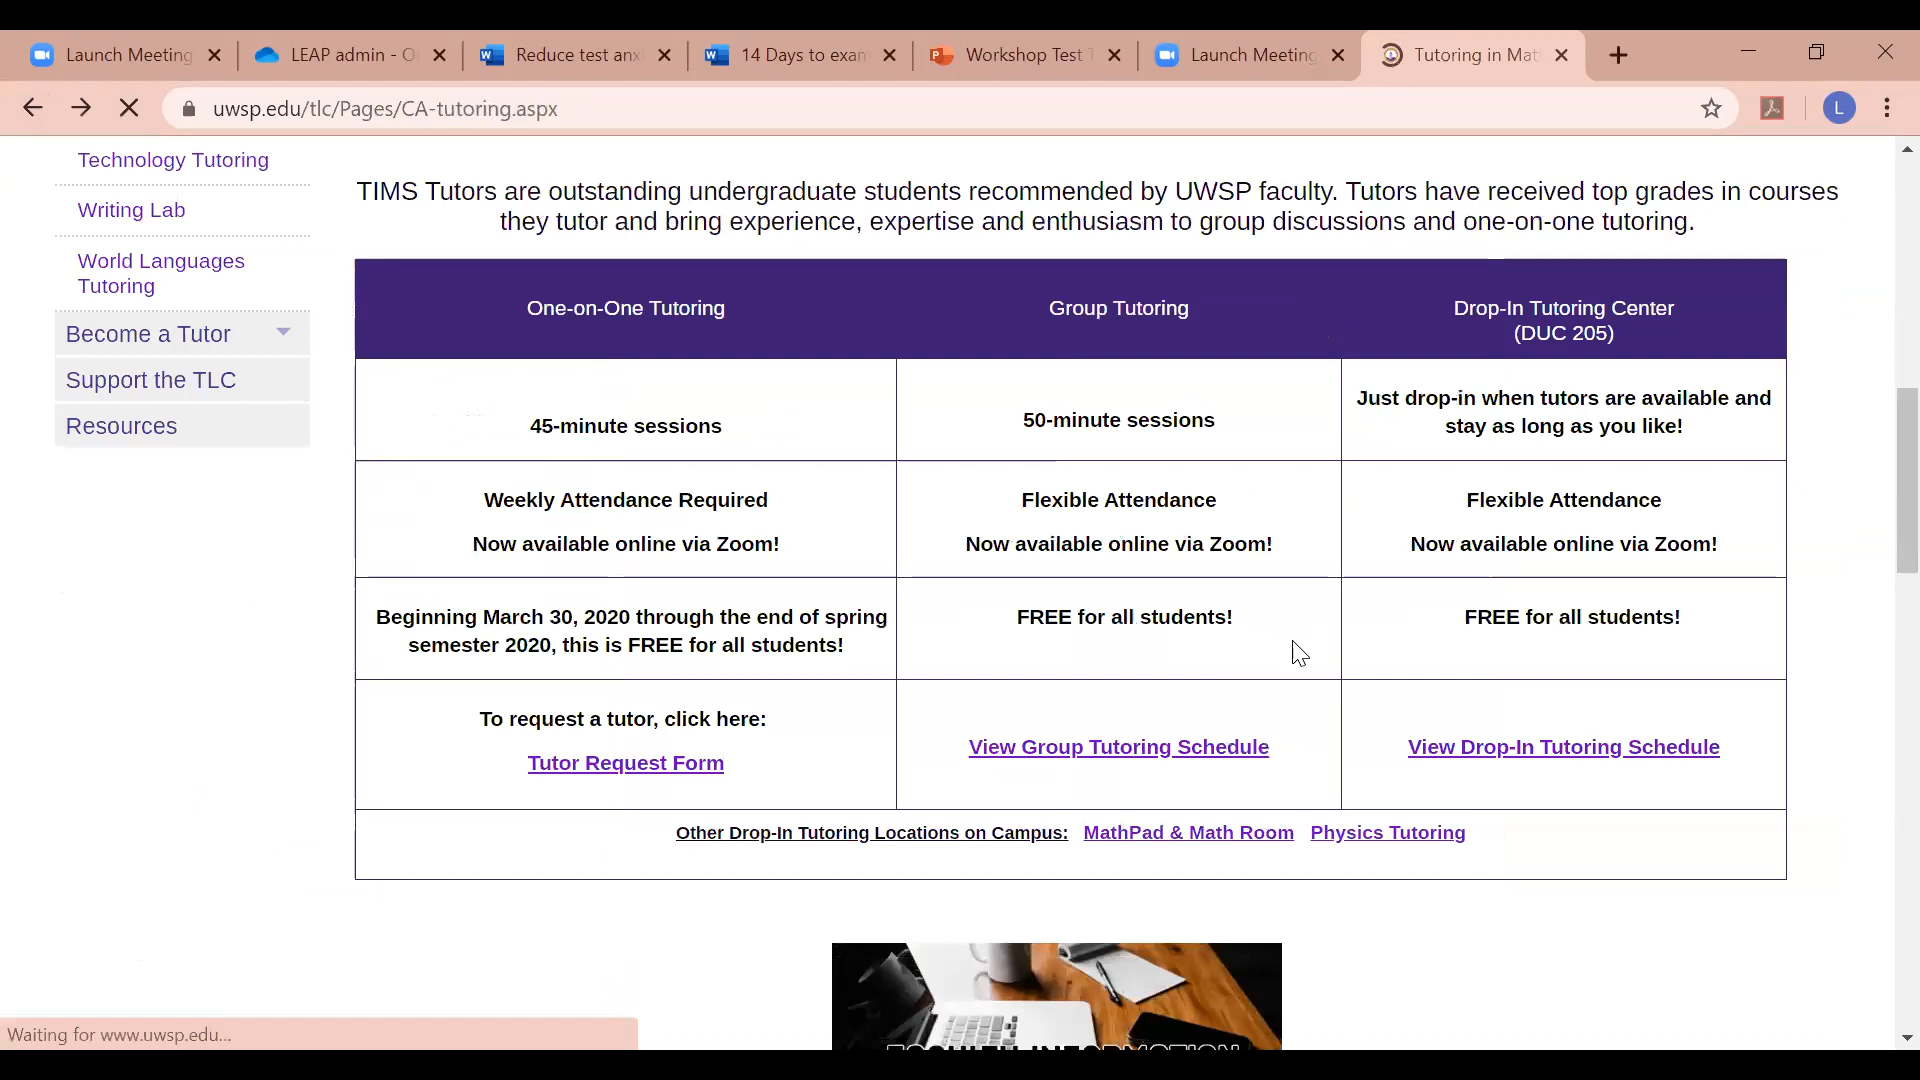 Launch Meeting
LEAP admin - O
Reduce test anx
14 Days to exam
Workshop Test T
Launch Meeting
Tutoring in Mat
uwsp.edu/tlc/Pages/CA-tutoring.aspx
L
Technology Tutoring
Writing Lab
World Languages
Tutoring
Become a Tutor
Support the TLC
Resources
TIMS Tutors are outstanding undergraduate students recommended by UWSP faculty. Tutors have received top grades in courses
they tutor and bring experience, expertise and enthusiasm to group discussions and one-on-one tutoring.
One-on-One Tutoring
Group Tutoring
Drop-In Tutoring Center
(DUC 205)
45-minute sessions
50-minute sessions
Just drop-in when tutors are available and
stay as long as you like!
Weekly Attendance Required
Now available online via Zoom!
Flexible Attendance
Now available online via Zoom!
Flexible Attendance
Now available online via Zoom!
Beginning March 30, 2020 through the end of spring
semester 2020, this is FREE for all students!
FREE for all students!
FREE for all students!
To request a tutor, click here:
Tutor Request Form
View Group Tutoring Schedule
View Drop-In Tutoring Schedule
Other Drop-In Tutoring Locations on Campus: MathPad & Math Room Physics Tutoring
Waiting for www.uwsp.edu...